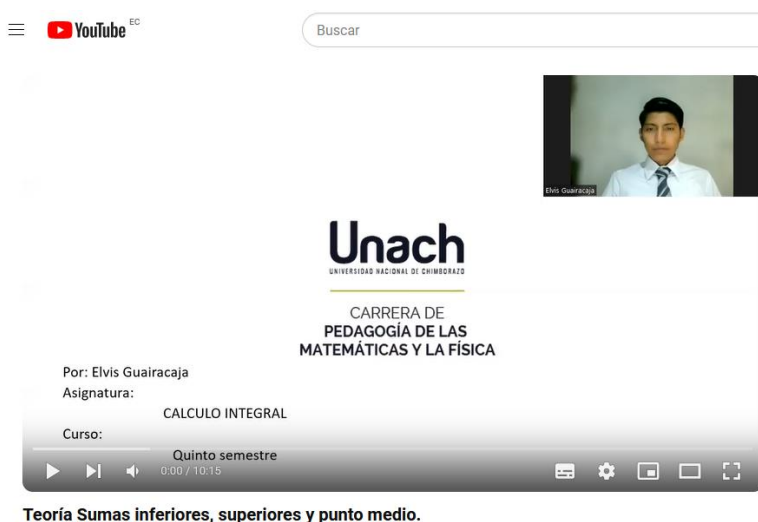 YouTube EC
Buscar
Elvis Guairacaja
Unach
UNIVERSIDAD NACIONAL DE CHIMBORAZO
CARRERA DE
PEDAGOGÍA DE LAS
MATEMÁTICAS Y LA FÍSICA
Por: Elvis Guairacaja
Asignatura:
CALCULO INTEGRAL
Curso:
Quinto semestre
0:00 / 10:15
Teoría Sumas inferiores, superiores y punto medio.